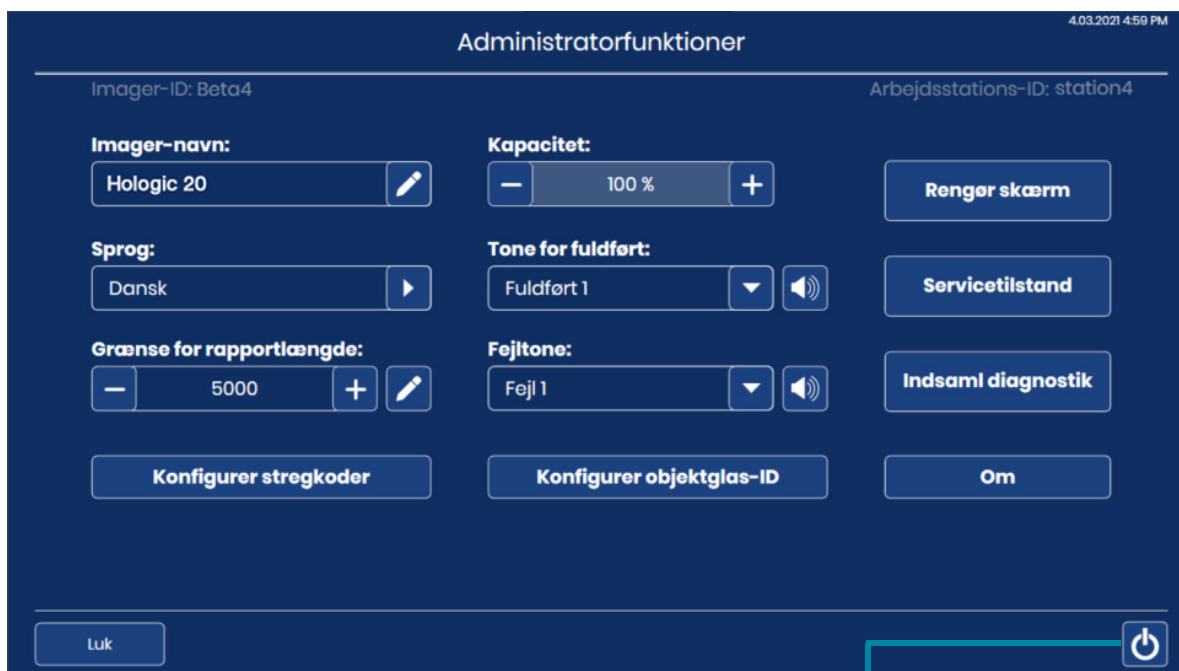 4.03.2021 4:59 PM
Administratorfunktioner
Imager-ID: Beta4
Arbejdsstations-ID: station4
Imager-navn:
Hologic 20
Kapacitet:
100 %
Rengør skærm
Sprog:
Dansk
Tone for fuldført:
Fuldført 1
Servicetilstand
Grænse for rapportlængde:
5000
Fejltone:
Fejl 1
Indsaml diagnostik
Konfigurer stregkoder
Konfigurer objektglas-ID
Om
Luk